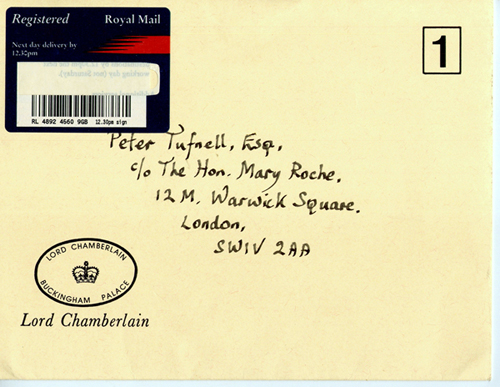 Registered Royal Mail
Next day delivery by
12.30pm
RL 4892 4560 9GB 12.30pm sign
1
Peter Tufnell, Esq.,
c/o The Hon. Mary Roche,
12 M. Warwick Square.
London,
SW1V 2AA
LORD CHAMBERLAIN
BUCKINGHAM PALACE
Lord Chamberlain